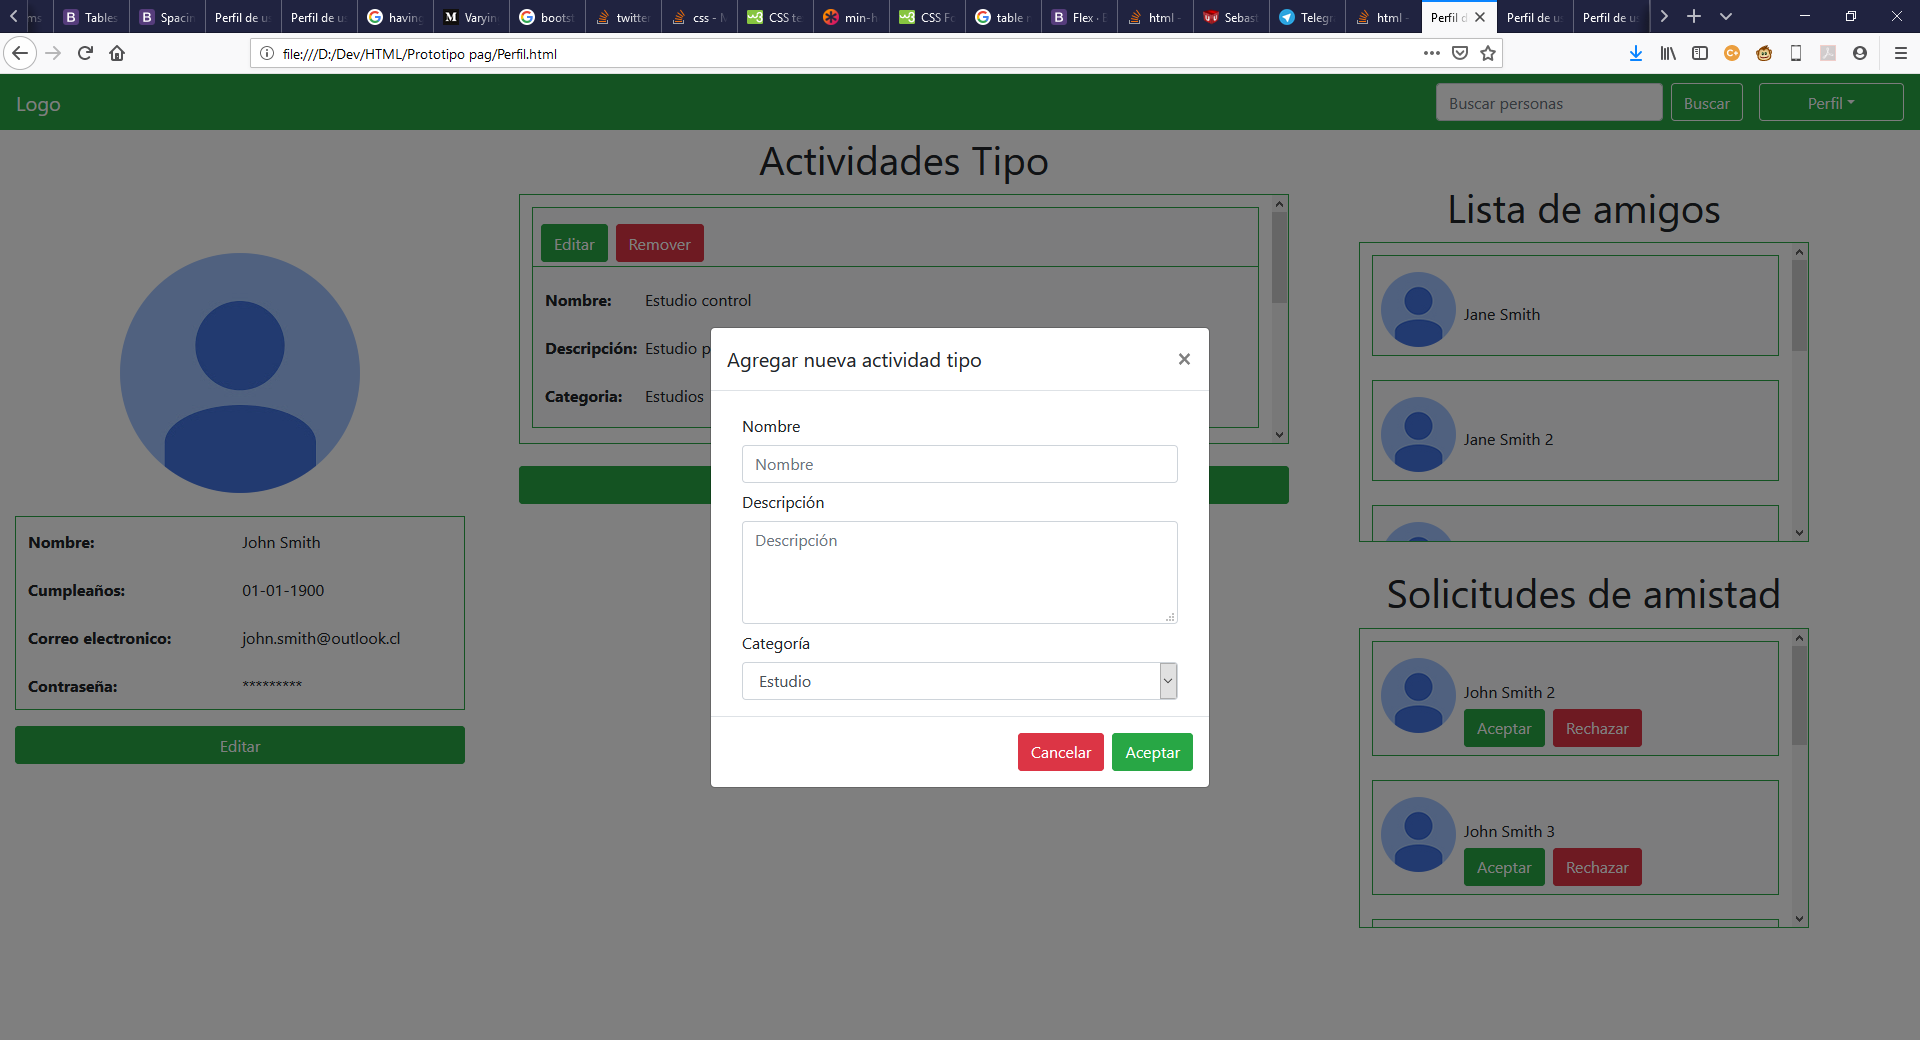 ms
Tables
Spacin
Perfil de us
Perfil de us
having
Varyin
bootst
twitter
css - M
CSS te
min-h
CSS Fo
table r
Flex · B
html -
Sebast
Telegr
html -
Perfil d
Perfil de us
Perfil de us
file:///D:/Dev/HTML/Prototipo pag/Perfil.html
Logo
Buscar personas
Buscar
Perfil
Actividades Tipo
Editar
Remover
Nombre: Estudio control
Descripción: Estudio p
Categoria: Estudios
Agregar nueva actividad tipo
×
Nombre
Nombre
Descripción
Descripción
Categoría
Estudio
Cancelar
Aceptar
Nombre: John Smith
Cumpleaños: 01-01-1900
Correo electronico: john.smith@outlook.cl
Contraseña: *********
Editar
Lista de amigos
Jane Smith
Jane Smith 2
Solicitudes de amistad
John Smith 2
Aceptar
Rechazar
John Smith 3
Aceptar
Rechazar